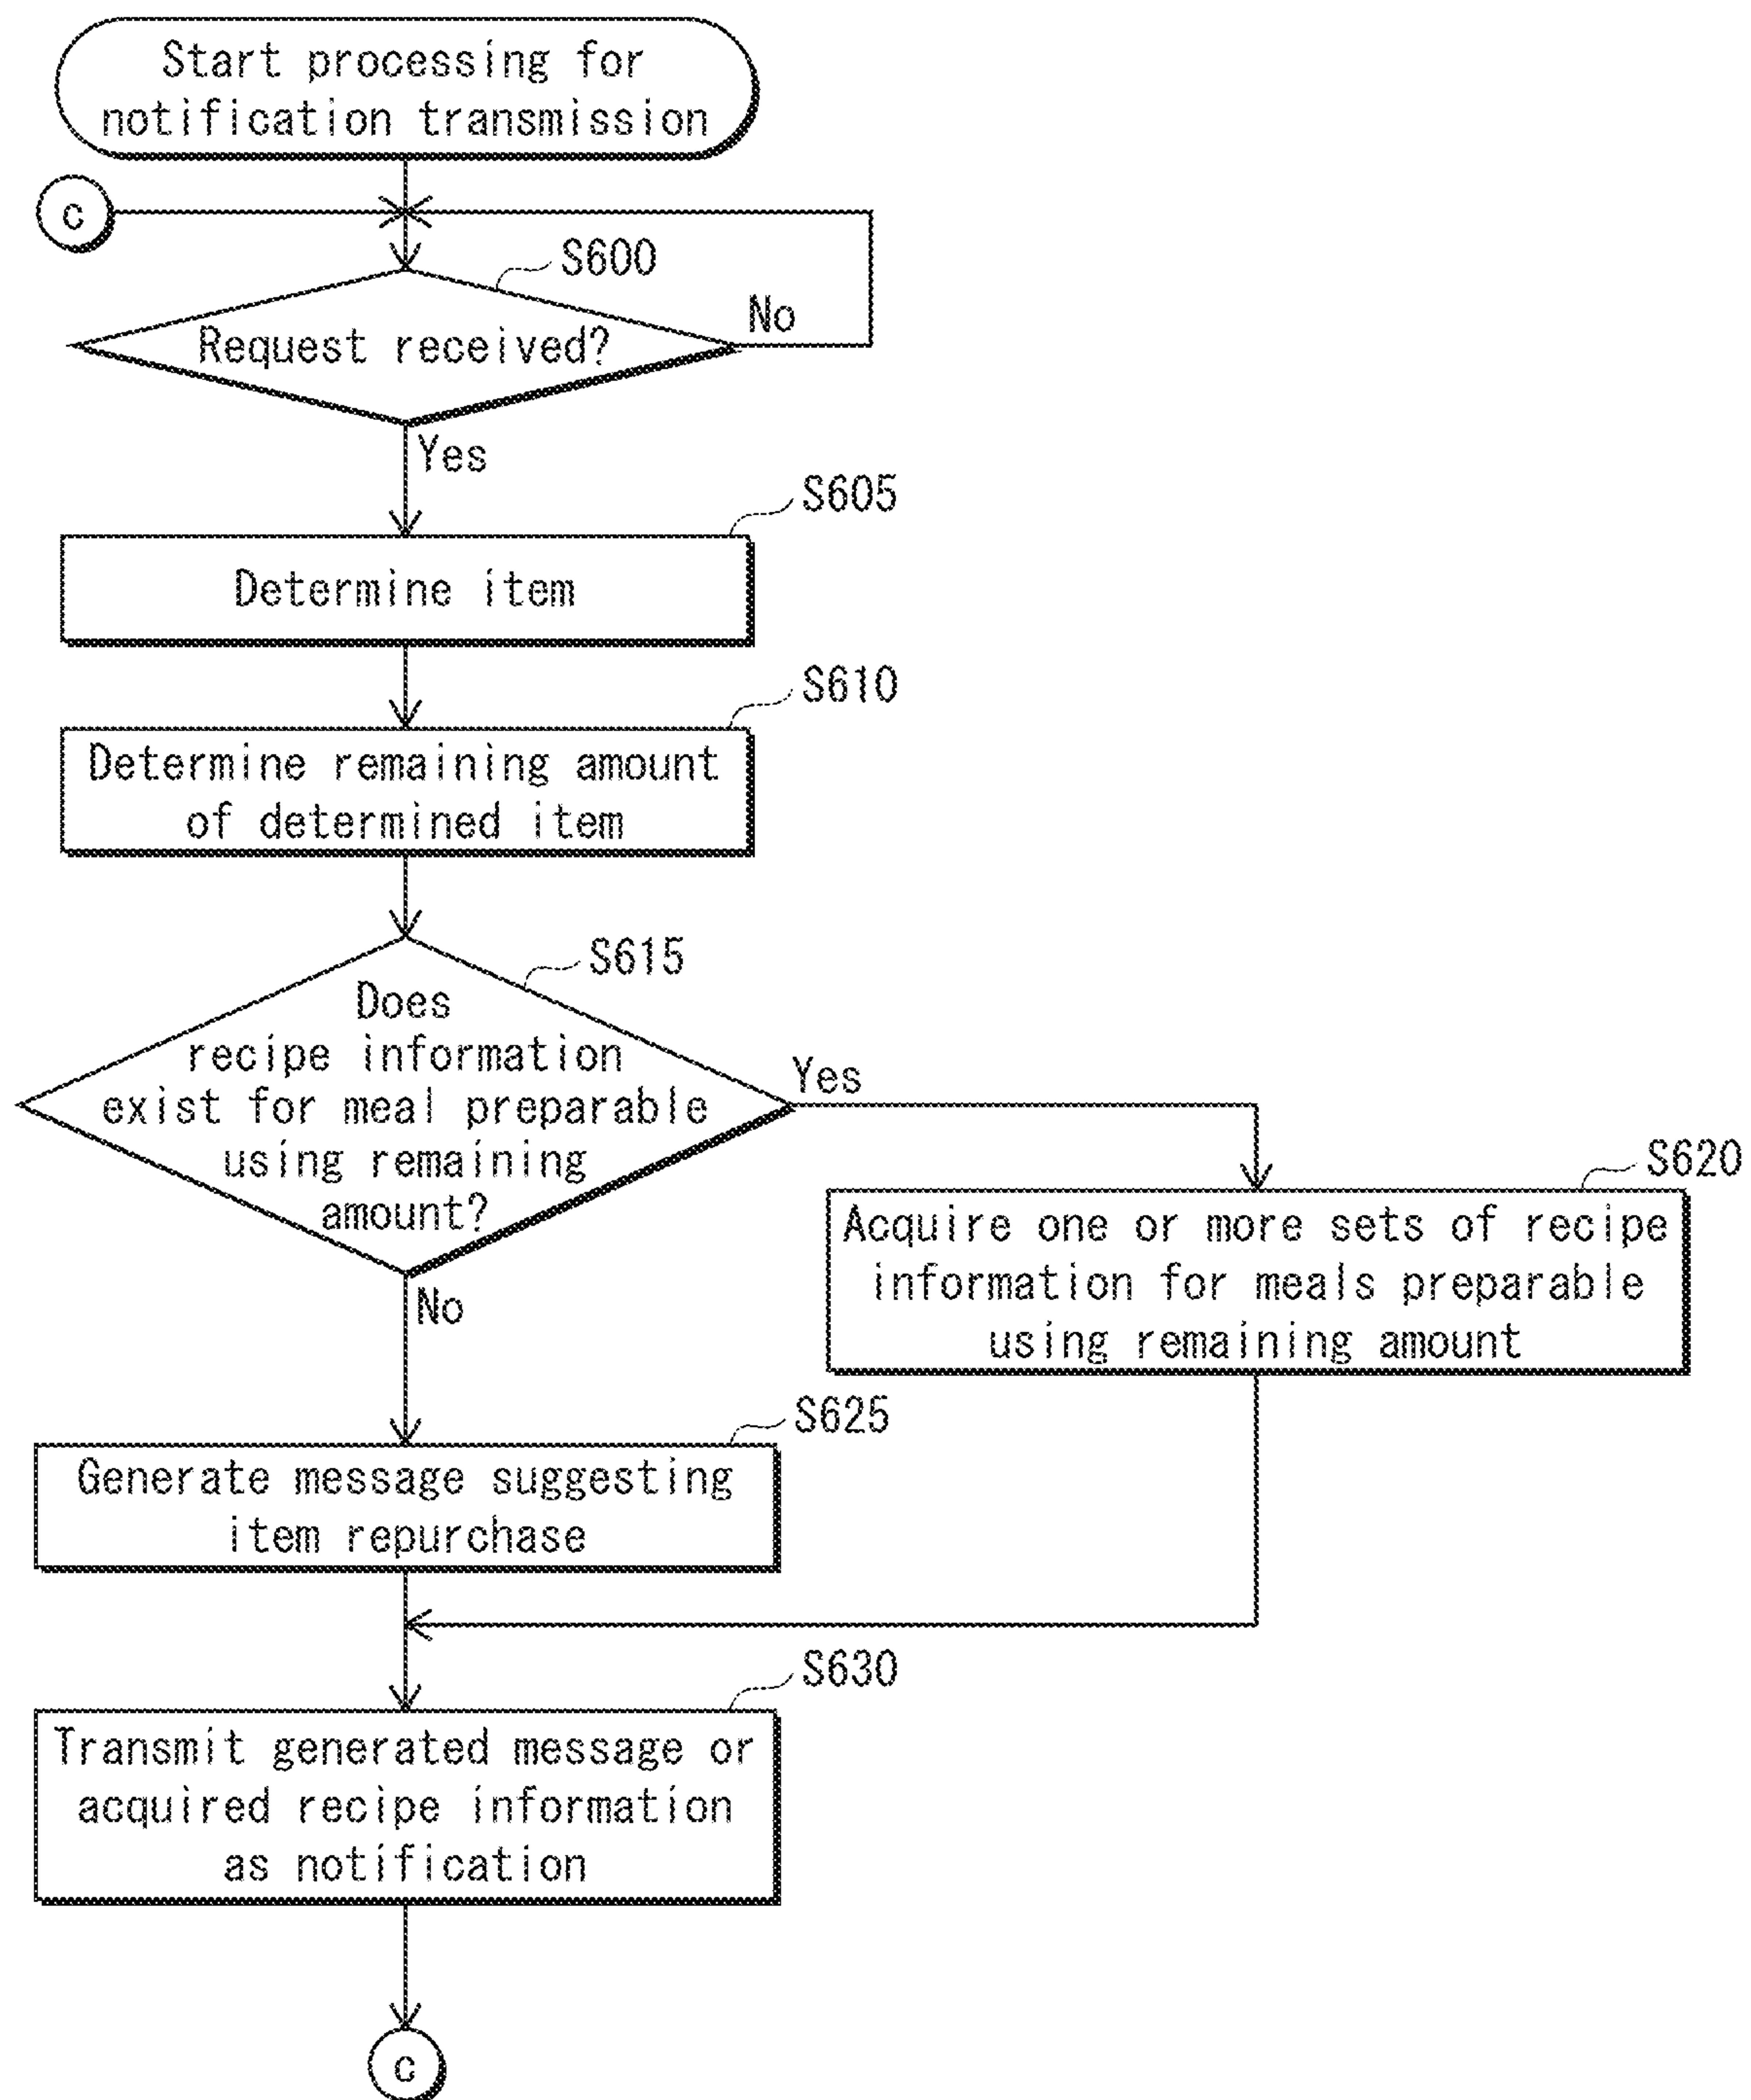 Start processing for
notification transmission
c
S600
Request received?
No
Yes
S605
Determine item
S610
Determine remaining amount
of determined item
S615
Does
recipe information
exist for meal preparable
using remaining
amount?
Yes
No
S620
Acquire one or more sets of recipe
information for meals preparable
using remaining amount
S625
Generate message suggesting
item repurchase
S630
Transmit generated message or
acquired recipe information
as notification
c